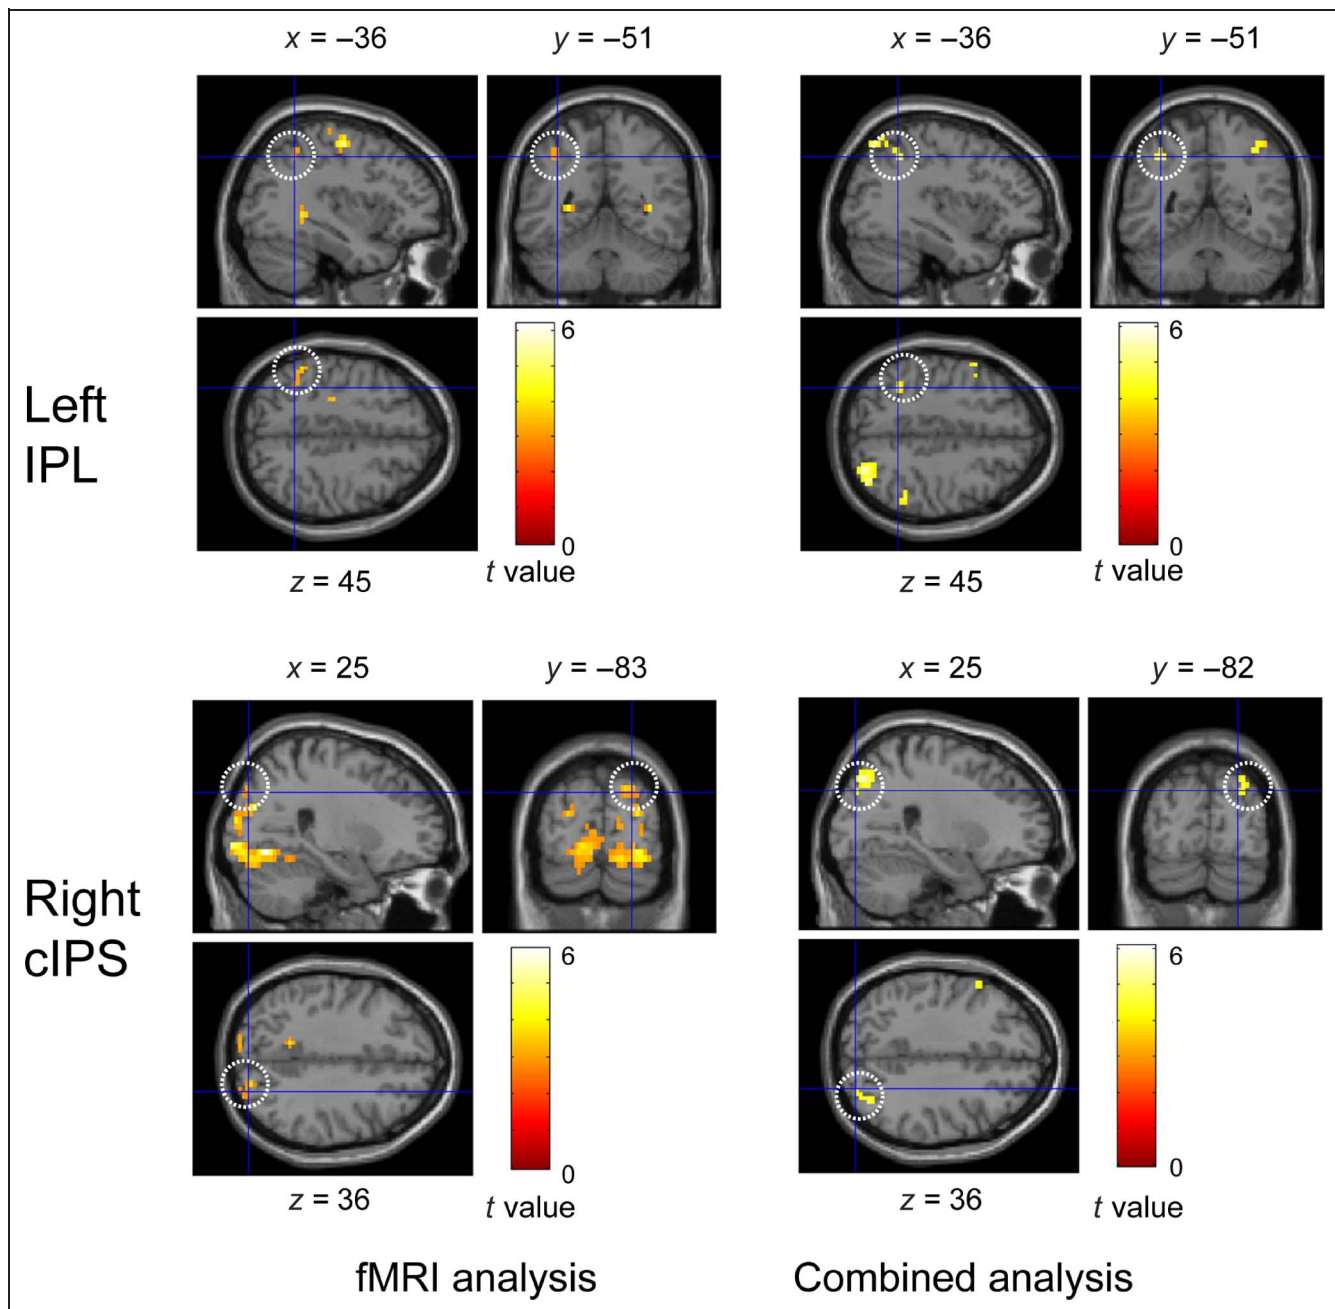 x = –36
y = –51
x = –36
y = –51
6
0
t value
6
0
t value
Left
IPL
z = 45
z = 45
x = 25
y = –83
x = 25
y = –82
6
0
t value
6
0
t value
Right
cIPS
z = 36
z = 36
fMRI analysis
Combined analysis